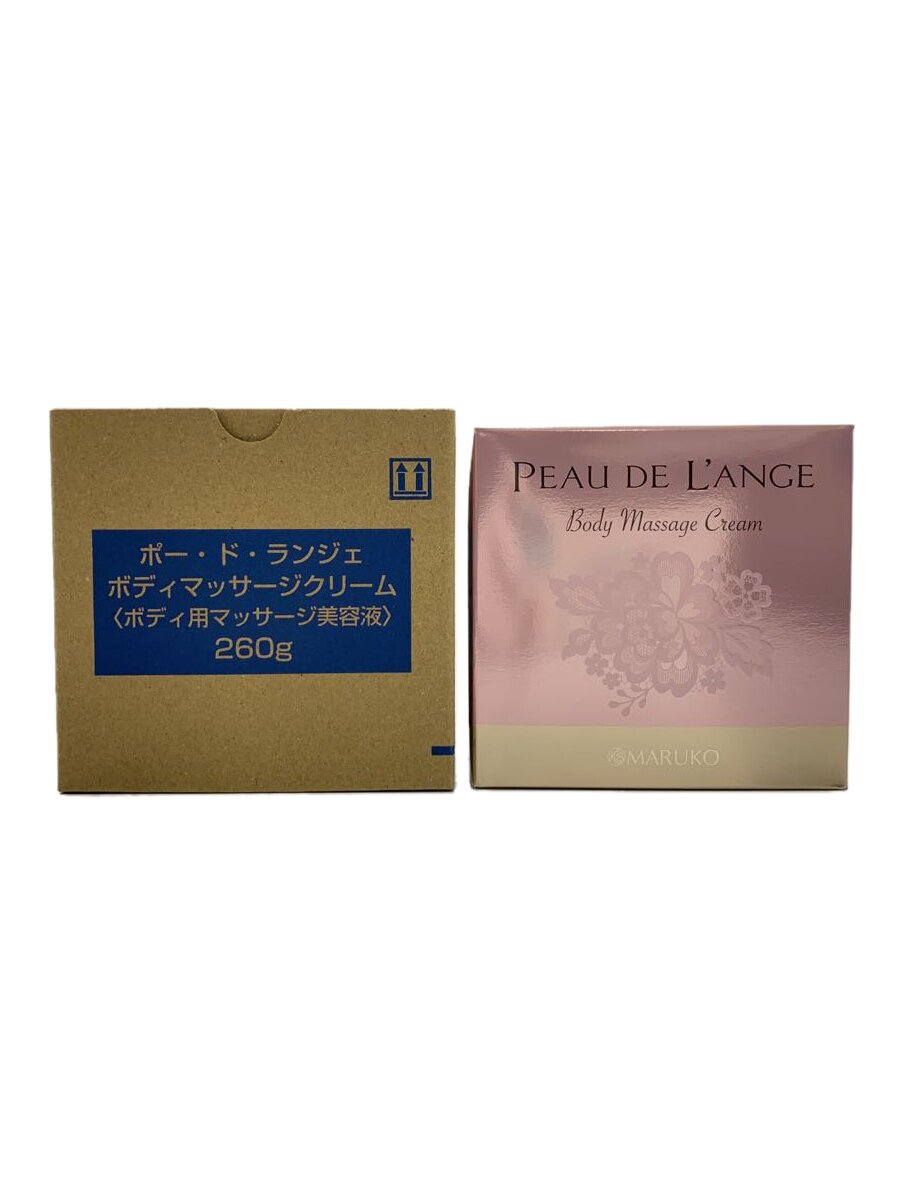 ポー・ド・ランジェ
ボディマッサージクリーム
〈ボディ用マッサージ美容液〉
260g
PEAU DE L'ANGE
Body Massage Cream
MARUKO